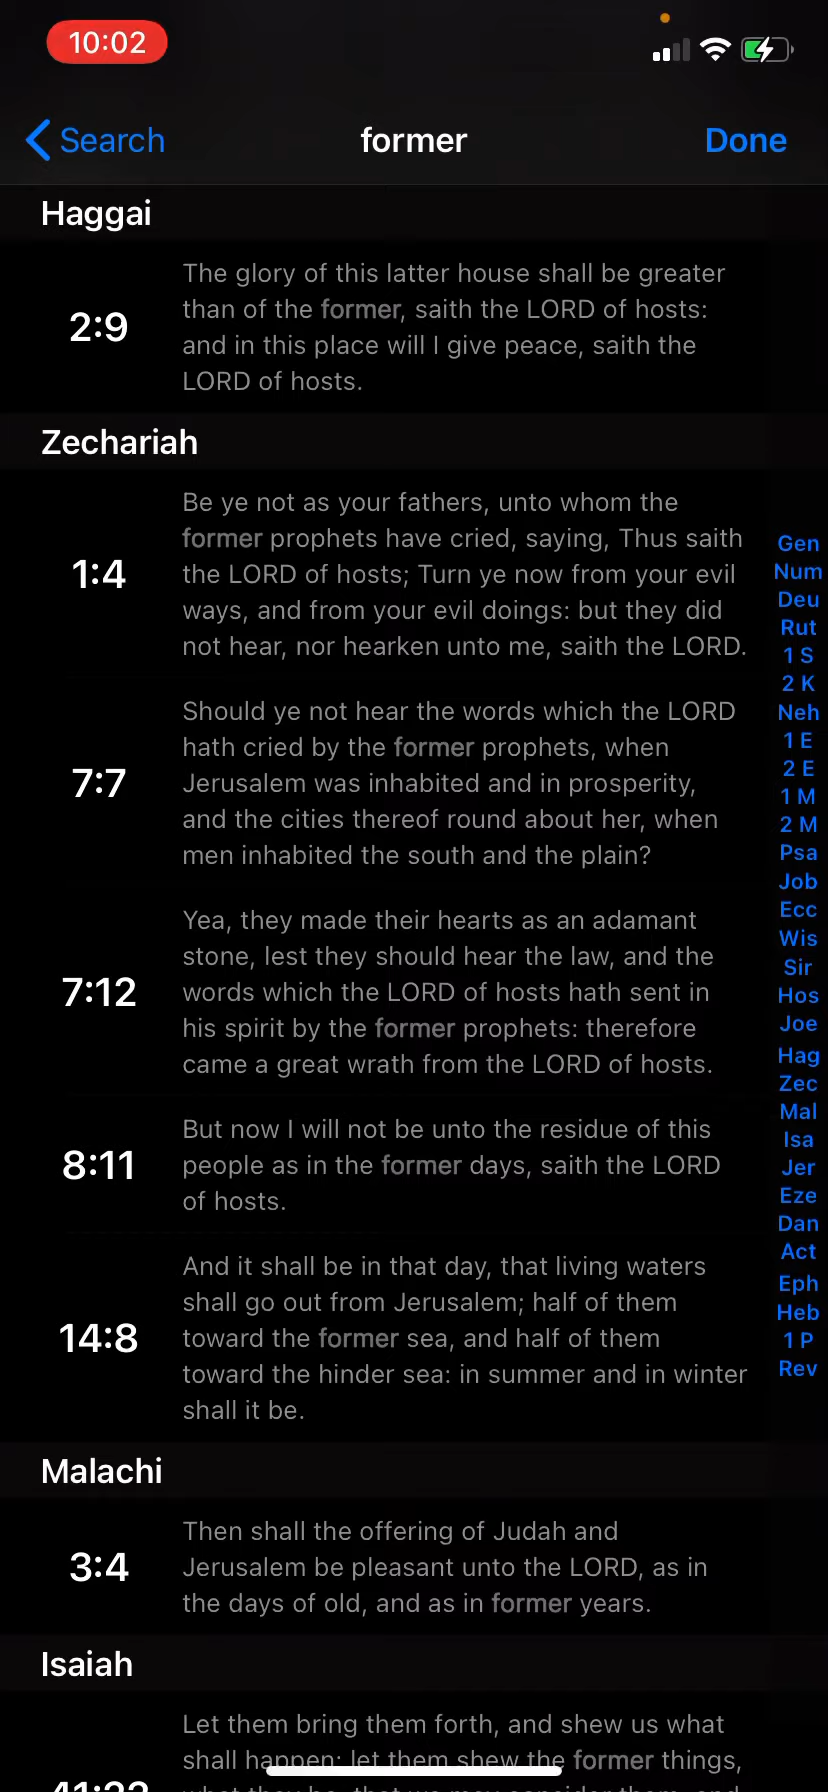 10:02
Search
former
Done
Haggai
2:9
The glory of this latter house shall be greater
than of the former, saith the LORD of hosts:
and in this place will I give peace, saith the
LORD of hosts.
Zechariah
1:4
Be ye not as your fathers, unto whom the
former prophets have cried, saying, Thus saith
the LORD of hosts; Turn ye now from your evil
ways, and from your evil doings: but they did
not hear, nor hearken unto me, saith the LORD.
7:7
Should ye not hear the words which the LORD
hath cried by the former prophets, when
Jerusalem was inhabited and in prosperity,
and the cities thereof round about her, when
men inhabited the south and the plain?
7:12
Yea, they made their hearts as an adamant
stone, lest they should hear the law, and the
words which the LORD of hosts hath sent in
his spirit by the former prophets: therefore
came a great wrath from the LORD of hosts.
8:11
But now I will not be unto the residue of this
people as in the former days, saith the LORD
of hosts.
14:8
And it shall be in that day, that living waters
shall go out from Jerusalem; half of them
toward the former sea, and half of them
toward the hinder sea: in summer and in winter
shall it be.
Malachi
3:4
Then shall the offering of Judah and
Jerusalem be pleasant unto the LORD, as in
the days of old, and as in former years.
Isaiah
41:22
Let them bring them forth, and shew us what
shall happen: let them shew the former things,
Gen
Num
Deu
Rut
1 S
2 K
Neh
1 E
2 E
1 M
2 M
Psa
Job
Ecc
Wis
Sir
Hos
Joe
Hag
Zec
Mal
Isa
Jer
Eze
Dan
Act
Eph
Heb
1 P
Rev